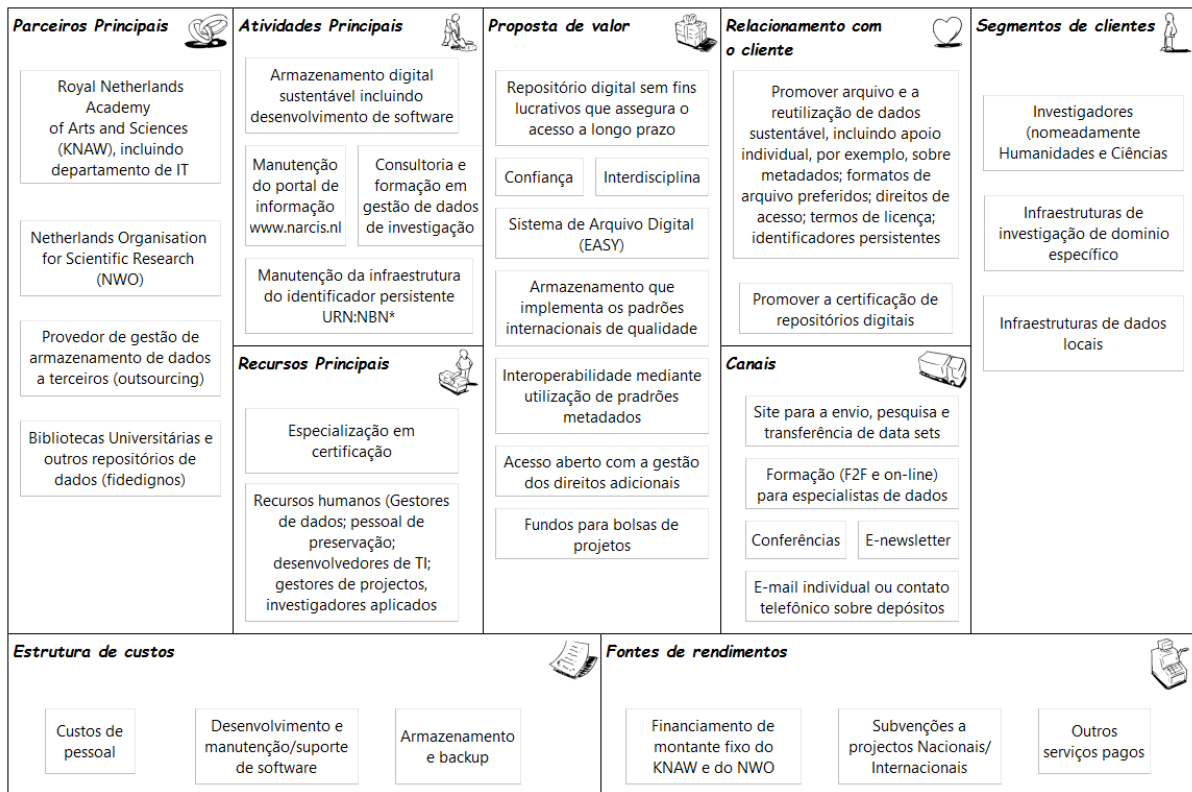 Parceiros Principais
Royal Netherlands
Academy
of Arts and Sciences
(KNAW), incluindo
departamento de IT
Netherlands Organisation
for Scientific Research
(NWO)
Provedor de gestão de
armazenamento de dados
a terceiros (outsourcing)
Bibliotecas Universitárias e
outros repositórios de
dados (fidedignos)
Atividades Principais
Armazenamento digital
sustentável incluindo
desenvolvimento de software
Manutenção
do portal de
informação
www.narcis.nl
Consultoria e
formação em
gestão de dados
de investigação
Manutenção da infraestrutura
do identificador persistente
URN:NBN*
Recursos Principais
Especialização em
certificação
Recursos humanos (Gestores
de dados; pessoal de
preservação;
desenvolvedores de TI;
gestores de projectos,
investigadores aplicados
Proposta de valor
Repositório digital sem fins
lucrativos que assegura o
acesso a longo prazo
Confiança
Interdisciplina
Sistema de Arquivo Digital
(EASY)
Armazenamento que
implementa os padrões
internacionais de qualidade
Interoperabilidade mediante
utilização de pradrões
metadados
Acesso aberto com a gestão
dos direitos adicionais
Fundos para bolsas de
projetos
Relacionamento com
o cliente
Promover arquivo e a
reutilização de dados
sustentável, incluindo apoio
individual, por exemplo, sobre
metadados; formatos de
arquivo preferidos; direitos de
acesso; termos de licença;
identificadores persistentes
Promover a certificação de
repositórios digitais
Canais
Site para a envio, pesquisa e
transferência de data sets
Formação (F2F e on-line)
para especialistas de dados
Conferências
E-newsletter
E-mail individual ou contato
telefônico sobre depósitos
Segmentos de clientes
Investigadores
(nomeadamente
Humanidades e Ciências
Infraestruturas de
investigação de dominio
específico
Infraestruturas de dados
locais
Estrutura de custos
Custos de
pessoal
Desenvolvimento e
manutenção/suporte
de software
Armazenamento
e backup
Fontes de rendimentos
Financiamento de
montante fixo do
KNAW e do NWO
Subvenções a
projectos Nacionais/
Internacionais
Outros
serviços pagos